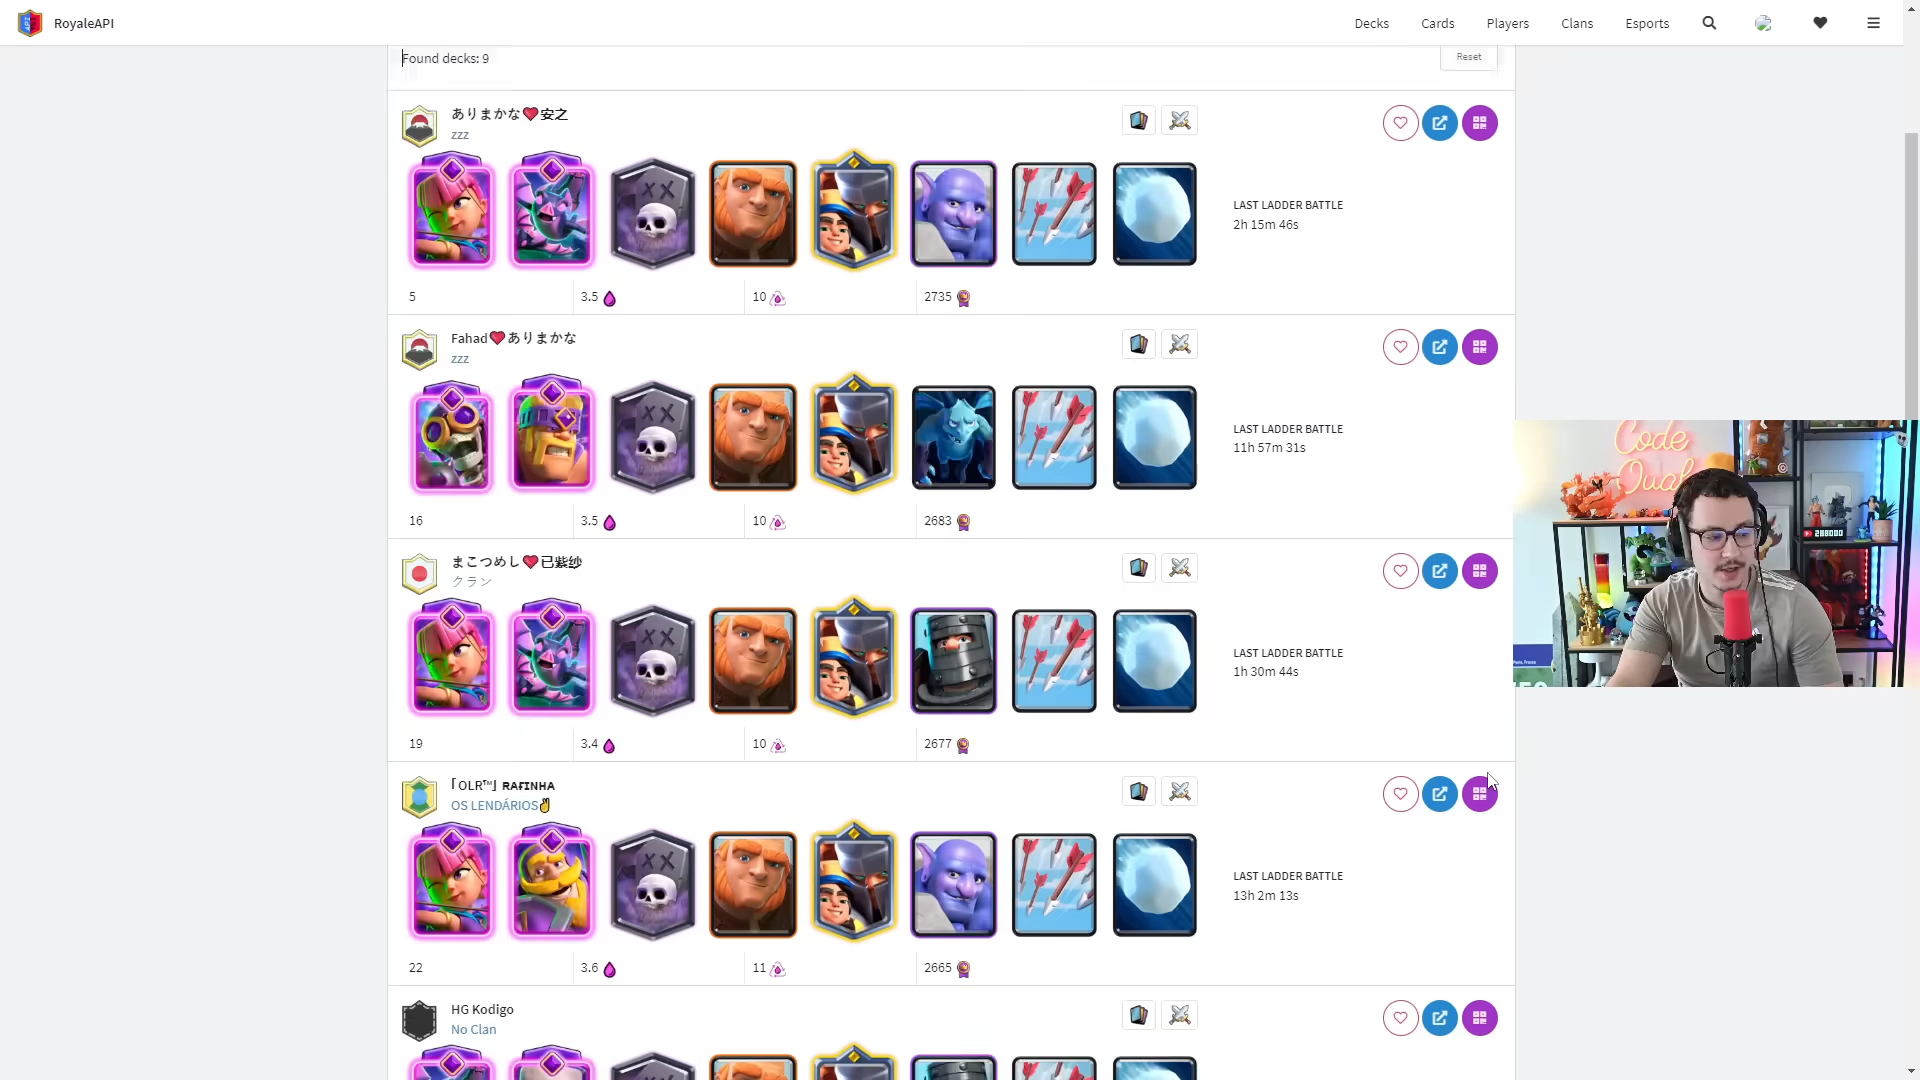 RoyaleAPI
Decks
Cards
Players
Clans
Esports
Found decks: 9
Reset
ありまかな❤️安之
zzz
LAST LADDER BATTLE
2h 15m 46s
5
3.5
10
2735
Fahad❤️ありまかな
zzz
LAST LADDER BATTLE
11h 57m 31s
16
3.5
10
2683
まこつめし❤️已紫纱
クラン
LAST LADDER BATTLE
1h 30m 44s
19
3.4
10
2677
「OLR™」ʀᴀꜰɪɴʜᴀ
OS LENDÁRIOS✌️
LAST LADDER BATTLE
13h 2m 13s
22
3.6
11
2665
HG Kodigo
No Clan
Code
288000